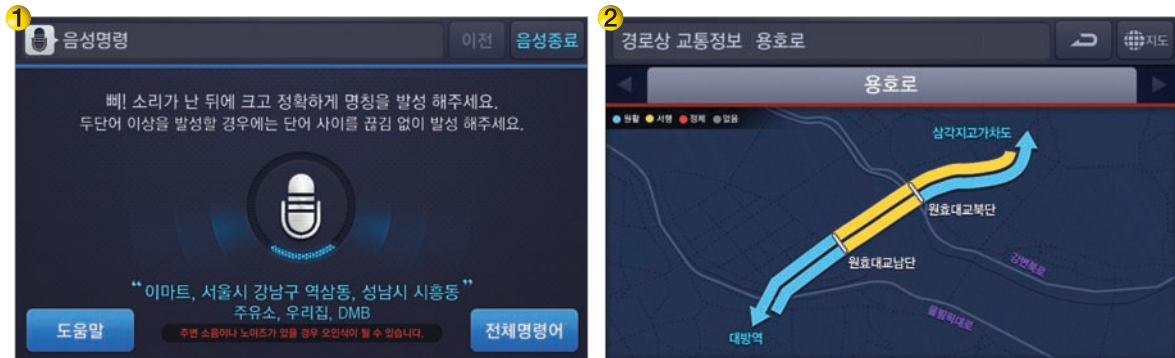 1
음성명령
이전
음성종료
삐! 소리가 난 뒤에 크고 정확하게 명칭을 발성 해주세요.
두단어 이상을 발성할 경우에는 단어 사이를 끊김 없이 발성 해주세요.
“이마트, 서울시 강남구 역삼동, 성남시 시흥동”
주유소, 우리집, DMB
도움말
주변 소음이나 노이즈가 있을 경우 오인식이 될 수 있습니다.
전체명령어
2
경로상 교통정보 용호로
지도
용호로
원활 서행 정체 없음
삼각지고가차도
원효대교북단
강변북로
원효대교남단
올림픽대로
대방역